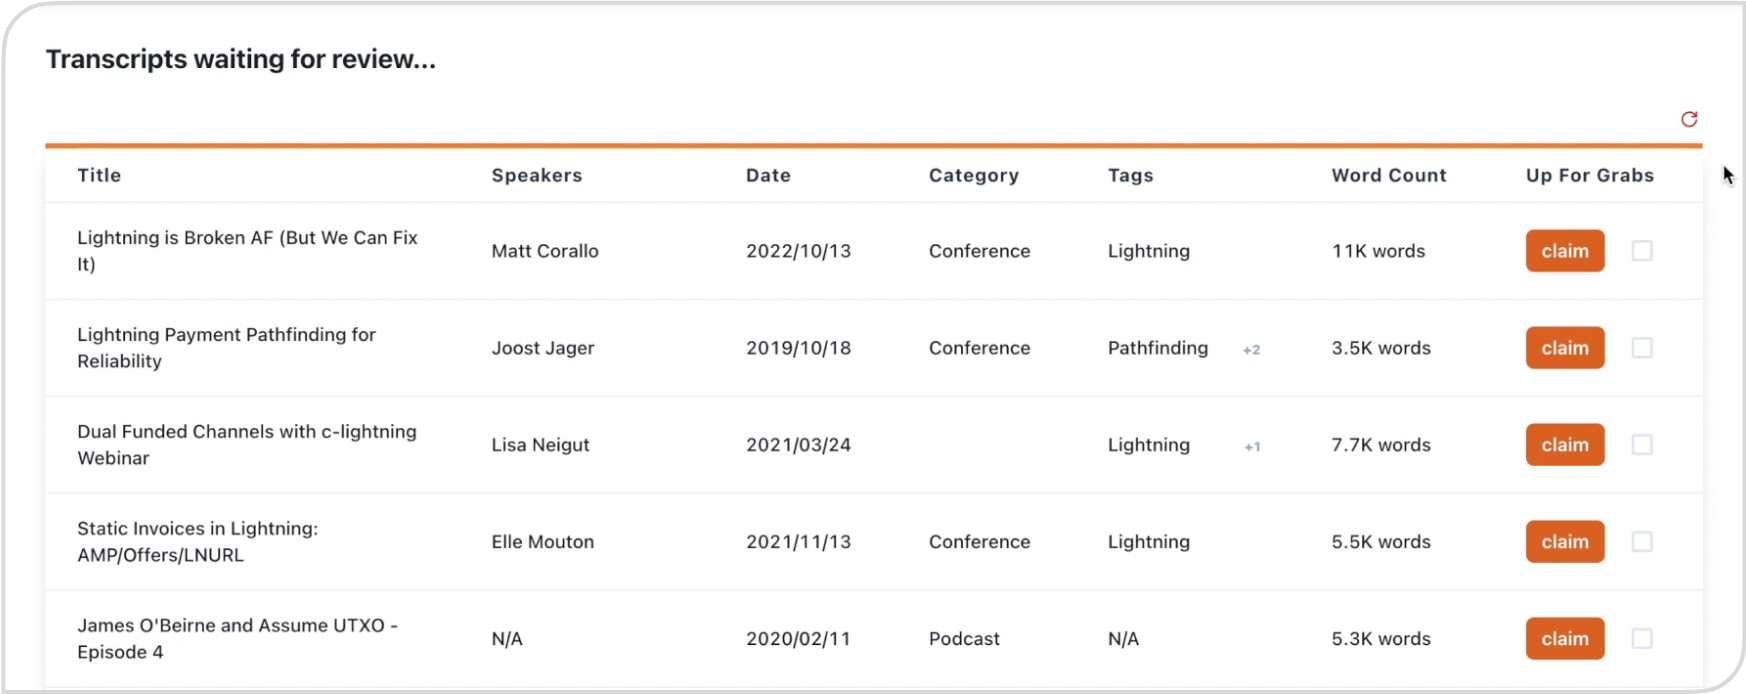 Transcripts waiting for review...
Title Speakers Date Category Tags Word Count Up For Grabs
Lightning is Broken AF (But We Can Fix
It)
Matt Corallo 2022/10/13 Conference Lightning 11K words claim
Lightning Payment Pathfinding for
Reliability
Joost Jager 2019/10/18 Conference Pathfinding +2 3.5K words claim
Dual Funded Channels with c-lightning
Webinar
Lisa Neigut 2021/03/24 Lightning +1 7.7K words claim
Static Invoices in Lightning:
AMP/Offers/LNURL
Elle Mouton 2021/11/13 Conference Lightning 5.5K words claim
James O'Beirne and Assume UTXO -
Episode 4
N/A 2020/02/11 Podcast N/A 5.3K words claim